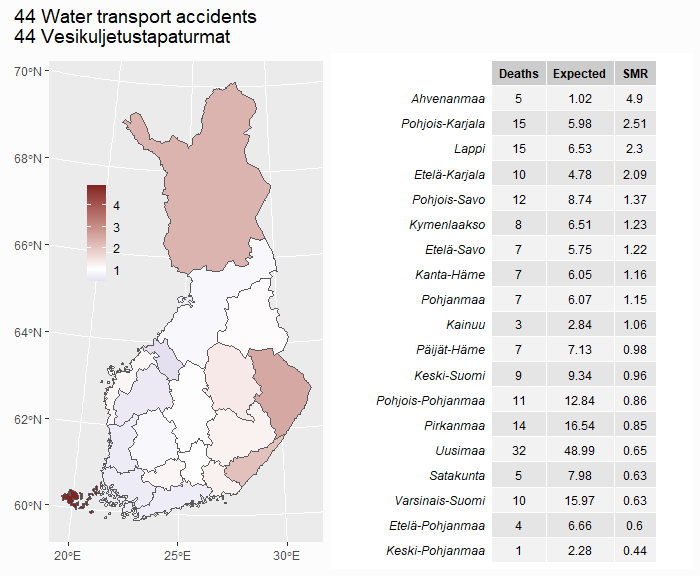 44 Water transport accidents
44 Vesikuljetustapaturmat
70°N
68°N
66°N
64°N
62°N
60°N
20°E
25°E
30°E
4
3
2
1
Deaths Expected SMR
Ahvenanmaa 5 1.02 4.9
Pohjois-Karjala 15 5.98 2.51
Lappi 15 6.53 2.3
Etelä-Karjala 10 4.78 2.09
Pohjois-Savo 12 8.74 1.37
Kymenlaakso 8 6.51 1.23
Etelä-Savo 7 5.75 1.22
Kanta-Häme 7 6.05 1.16
Pohjanmaa 7 6.07 1.15
Kainuu 3 2.84 1.06
Päijät-Häme 7 7.13 0.98
Keski-Suomi 9 9.34 0.96
Pohjois-Pohjanmaa 11 12.84 0.86
Pirkanmaa 14 16.54 0.85
Uusimaa 32 48.99 0.65
Satakunta 5 7.98 0.63
Varsinais-Suomi 10 15.97 0.63
Etelä-Pohjanmaa 4 6.66 0.6
Keski-Pohjanmaa 1 2.28 0.44